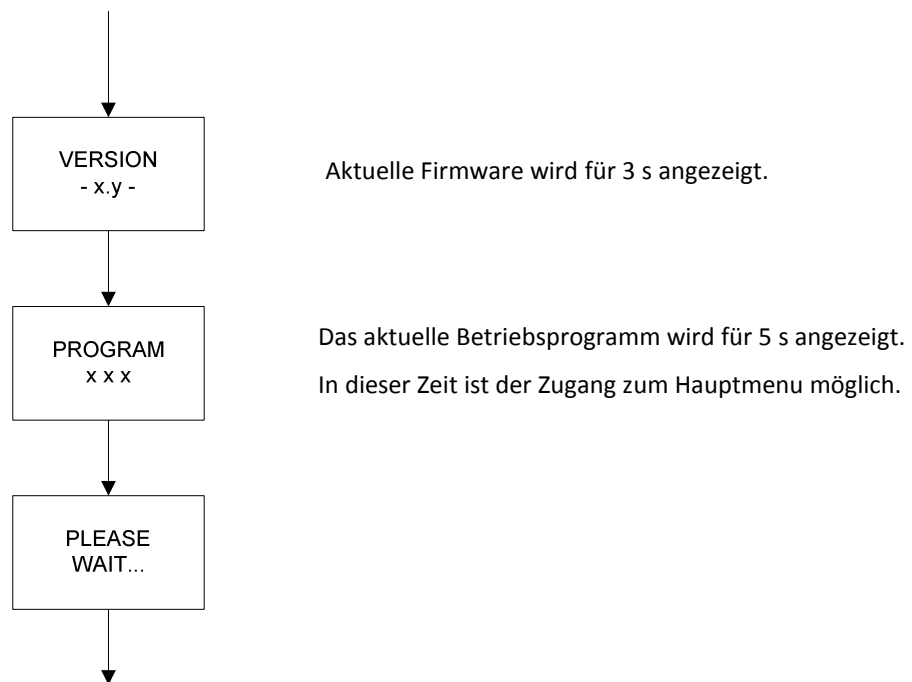 VERSION
- x.y -
Aktuelle Firmware wird für 3 s angezeigt.
PROGRAM
x x x
Das aktuelle Betriebsprogramm wird für 5 s angezeigt.
In dieser Zeit ist der Zugang zum Hauptmenu möglich.
PLEASE
WAIT...